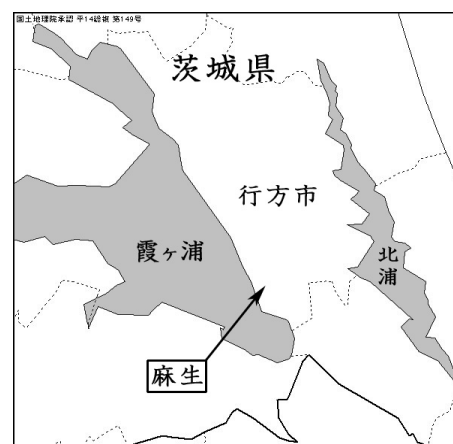 国土地理院承認 平14総複 第149号
茨城県
行方市
霞ヶ浦
北浦
麻生